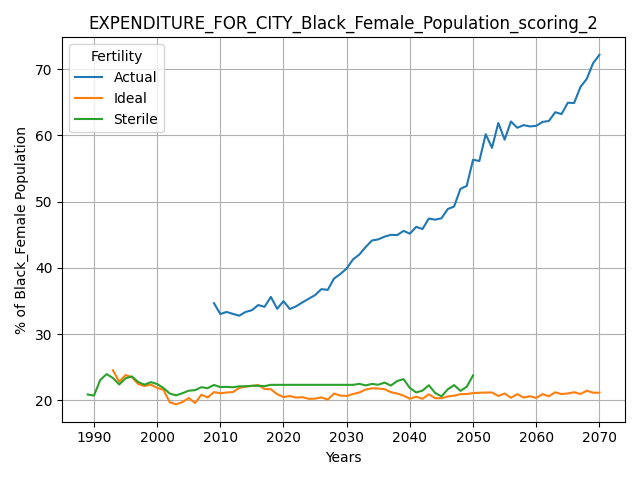 EXPENDITURE_FOR_CITY_Black_Female_Population_scoring_2
Fertility
Actual
Ideal
Sterile
% of Black_Female Population
70
60
50
40
30
20
1990 2000 2010 2020 2030 2040 2050 2060 2070
Years